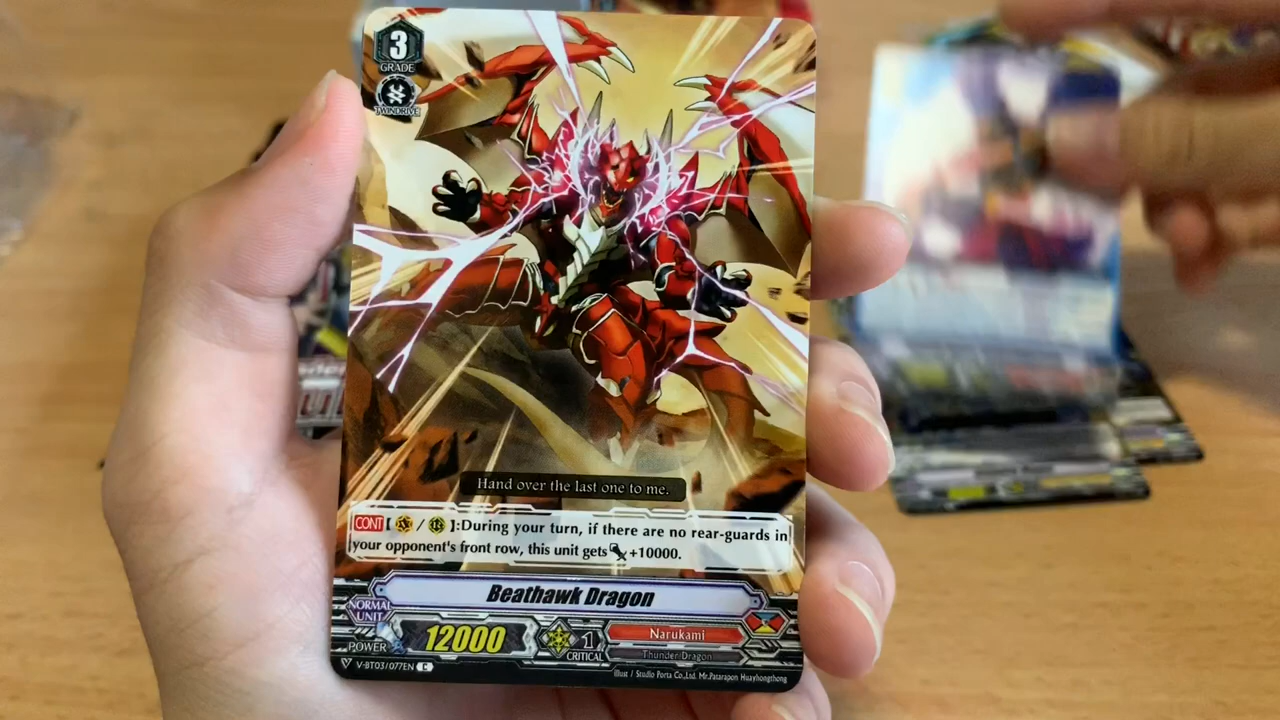 3
GRADE
TWINDRIVE
Hand over the last one to me.
CONT【 / 】:During your turn, if there are no rear-guards in
your opponent's front row, this unit gets +10000.
Beathawk Dragon
NORMAL
UNIT
POWER 12000 1 CRITICAL Narukami
Thunder Dragon
V-BT03/077EN C illust / Studio Porta Co.,Ltd. Mr.Patarapon Huayhongthong